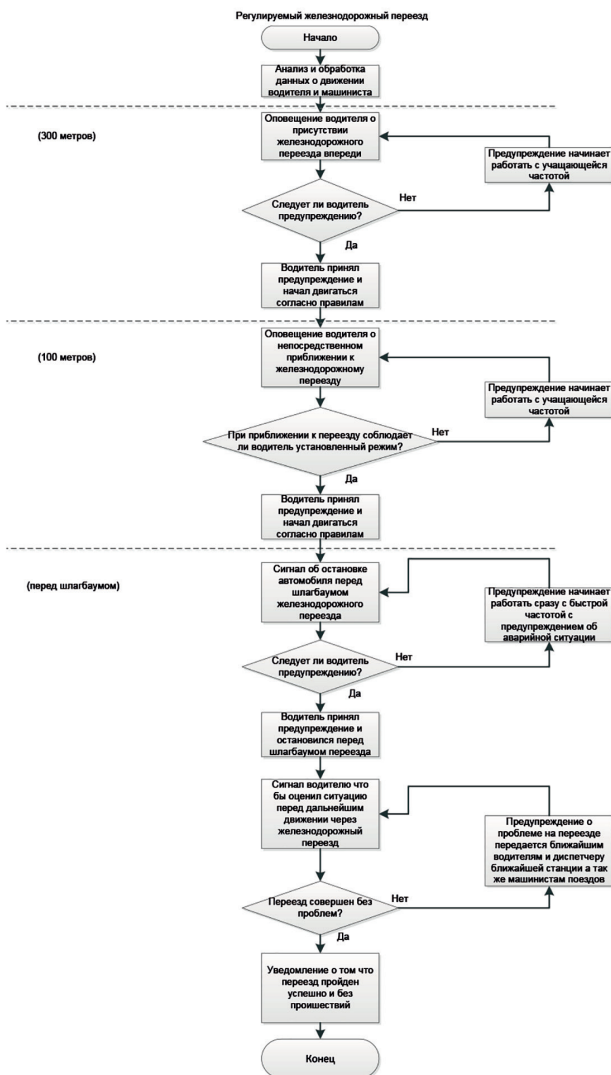 Регулируемый железнодорожный переезд
Начало
Анализ и обработка
данных о движении
водителя и машиниста
(300 метров)
Оповещение водителя о
присутствии
железнодорожного
переезда впереди
Предупреждение начинает
работать с учащающейся
частотой
Следует ли водитель
предупреждению?
Нет
Да
Водитель принял
предупреждение и
начал двигаться
согласно правилам
(100 метров)
Оповещение водителя о
непосредственном
приближении к
железнодорожному
переезду
Предупреждение начинает
работать с учащающейся
частотой
При приближении к переезду соблюдает
ли водитель установленный режим?
Нет
Да
Водитель принял
предупреждение и
начал двигаться
согласно правилам
(перед шлагбаумом)
Сигнал об остановке
автомобиля перед
шлагбаумом
железнодорожного
переезда
Предупреждение начинает
работать сразу с быстрой
частотой с
предупреждением об
аварийной ситуации
Следует ли водитель
предупреждению?
Нет
Да
Водитель принял
предупреждение и
остановился перед
шлагбаумом переезда
Сигнал водителю что
бы оценил ситуацию
перед дальнейшим
движении через
железнодорожный
переезд
Предупреждение о
проблеме на переезде
передается ближайшим
водителям и диспетчеру
ближайшей станции а так
же машинистам поездов
Переезд совершен без
проблем?
Нет
Да
Уведомление о том что
переезд пройден
успешно и без
проишествий
Конец